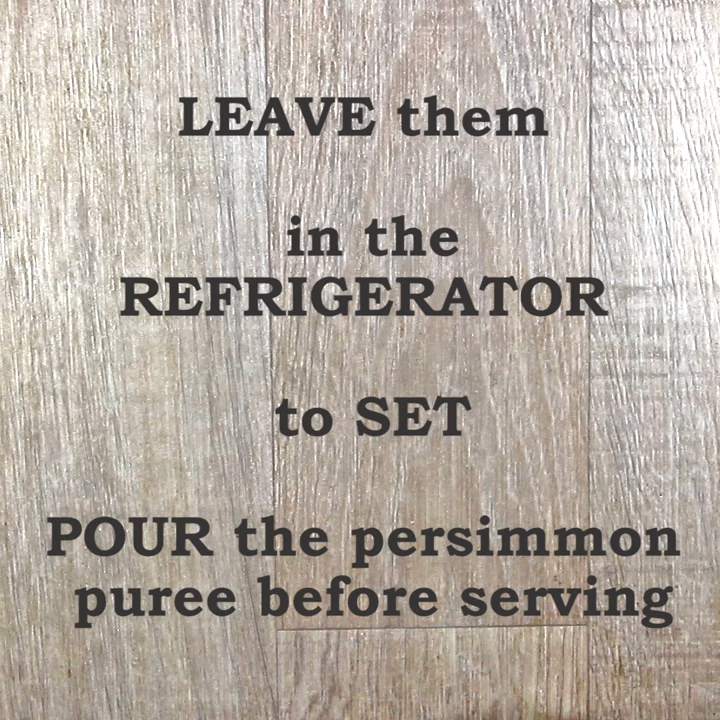 LEAVE them
in the
REFRIGERATOR
to SET
POUR the persimmon
puree before serving